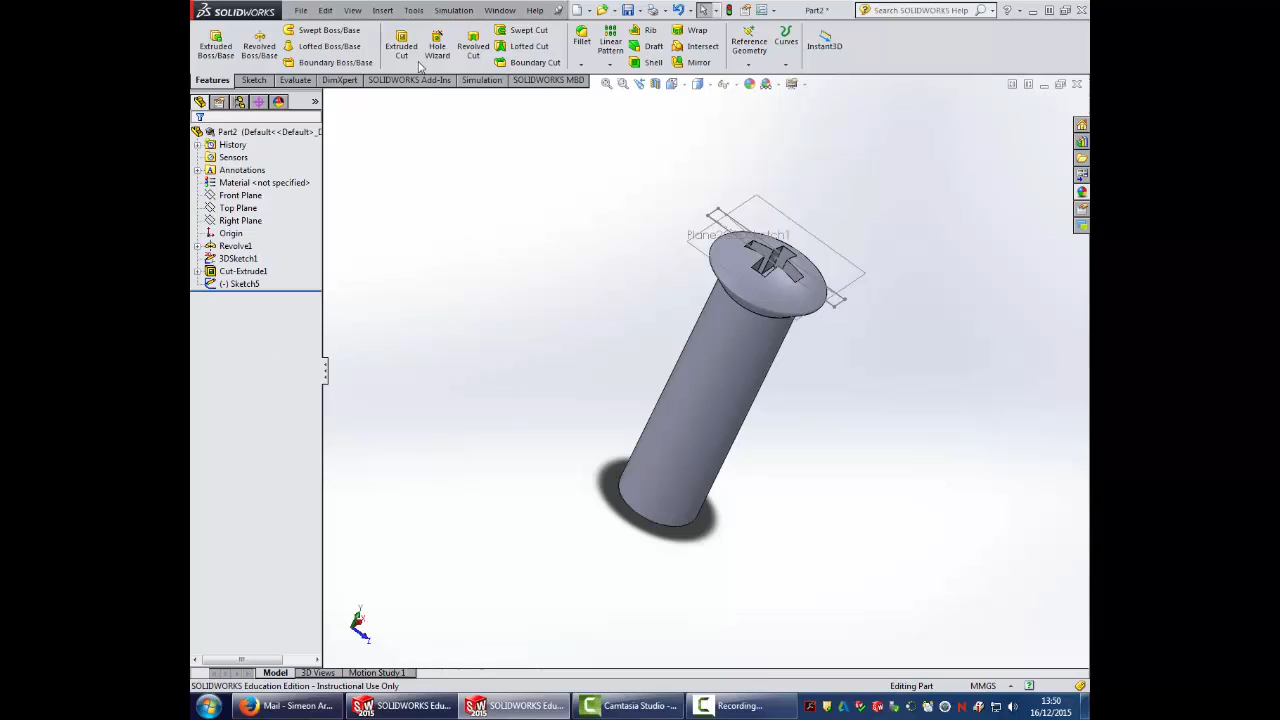 SOLIDWORKS File Edit View Insert Tools Simulation Window Help Part2 * Search SOLIDWORKS Help
Extruded Boss/Base
Revolved Boss/Base
Swept Boss/Base
Lofted Boss/Base
Boundary Boss/Base
Extruded Cut
Hole Wizard
Revolved Cut
Swept Cut
Lofted Cut
Boundary Cut
Fillet
Linear Pattern
Rib
Draft
Shell
Wrap
Intersect
Mirror
Reference Geometry
Curves
Instant3D
Features Sketch Evaluate DimXpert SOLIDWORKS Add-Ins Simulation SOLIDWORKS MBD
Part2 (Default<<Default>_D
History
Sensors
Annotations
Material <not specified>
Front Plane
Top Plane
Right Plane
Origin
Revolve1
3DSketch1
Cut-Extrude1
(-) Sketch5
Y
X
Z
Model 3D Views Motion Study 1
SOLIDWORKS Education Edition - Instructional Use Only Editing Part MMGS
Mail - Simeon Ar... SOLIDWORKS Edu... SOLIDWORKS Edu... Camtasia Studio -... Recording...
13:50
16/12/2015